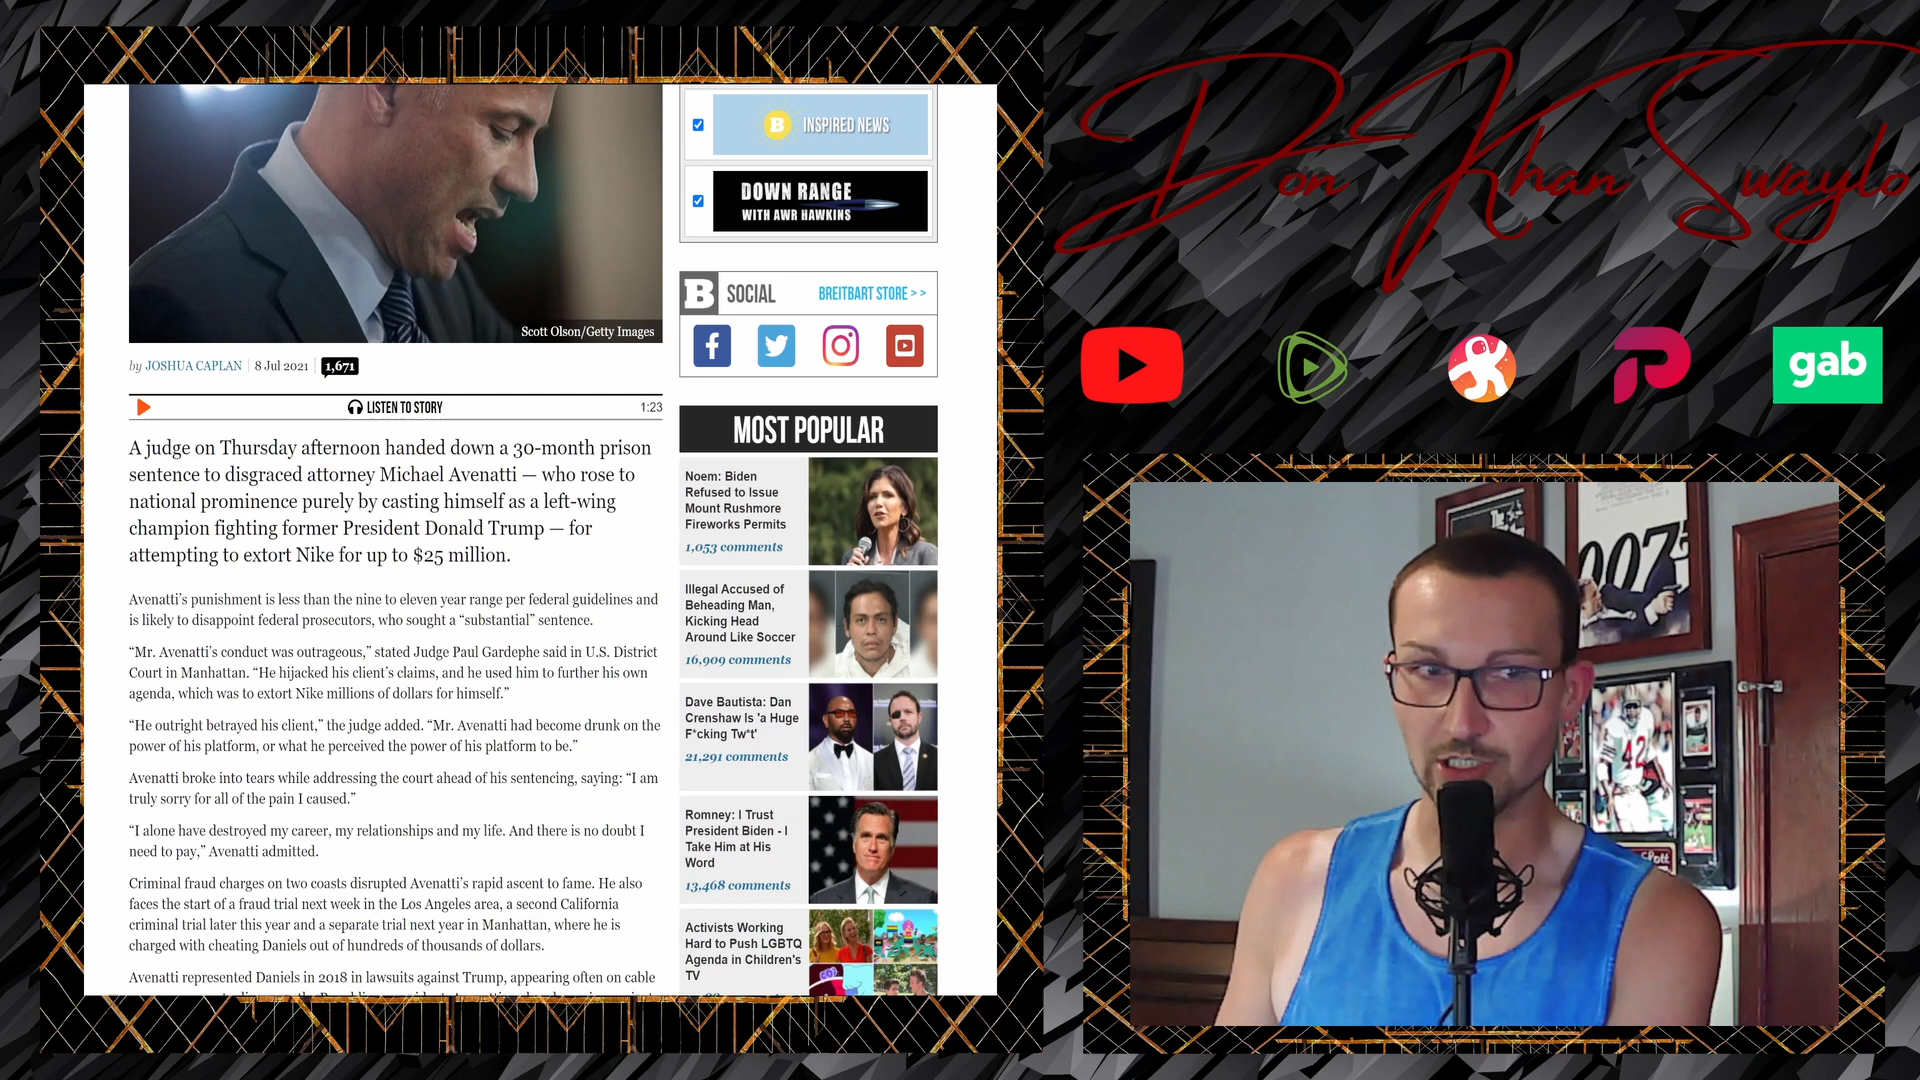 Don Khan Swaylo
gab
Scott Olson/Getty Images
by JOSHUA CAPLAN 8 Jul 2021 1,671
LISTEN TO STORY 1:23
A judge on Thursday afternoon handed down a 30-month prison
sentence to disgraced attorney Michael Avenatti — who rose to
national prominence purely by casting himself as a left-wing
champion fighting former President Donald Trump — for
attempting to extort Nike for up to $25 million.
Avenatti’s punishment is less than the nine to eleven year range per federal guidelines and
is likely to disappoint federal prosecutors, who sought a “substantial” sentence.
“Mr. Avenatti’s conduct was outrageous,” stated Judge Paul Gardephe said in U.S. District
Court in Manhattan. “He hijacked his client’s claims, and he used him to further his own
agenda, which was to extort Nike millions of dollars for himself.”
“He outright betrayed his client,” the judge added. “Mr. Avenatti had become drunk on the
power of his platform, or what he perceived the power of his platform to be.”
Avenatti broke into tears while addressing the court ahead of his sentencing, saying: “I am
truly sorry for all of the pain I caused.”
“I alone have destroyed my career, my relationships and my life. And there is no doubt I
need to pay,” Avenatti admitted.
Criminal fraud charges on two coasts disrupted Avenatti’s rapid ascent to fame. He also
faces the start of a fraud trial next week in the Los Angeles area, a second California
criminal trial later this year and a separate trial next year in Manhattan, where he is
charged with cheating Daniels out of hundreds of thousands of dollars.
Avenatti represented Daniels in 2018 in lawsuits against Trump, appearing often on cable
B INSPIRED NEWS
DOWN RANGE
WITH AWR HAWKINS
B SOCIAL BREITBART STORE > >
MOST POPULAR
Noem: Biden
Refused to Issue
Mount Rushmore
Fireworks Permits
1,053 comments
Illegal Accused of
Beheading Man,
Kicking Head
Around Like Soccer
16,909 comments
Dave Bautista: Dan
Crenshaw Is 'a Huge
F*cking Tw*t'
21,291 comments
Romney: I Trust
President Biden - I
Take Him at His
Word
13,468 comments
Activists Working
Hard to Push LGBTQ
Agenda in Children's
TV
The
007
42